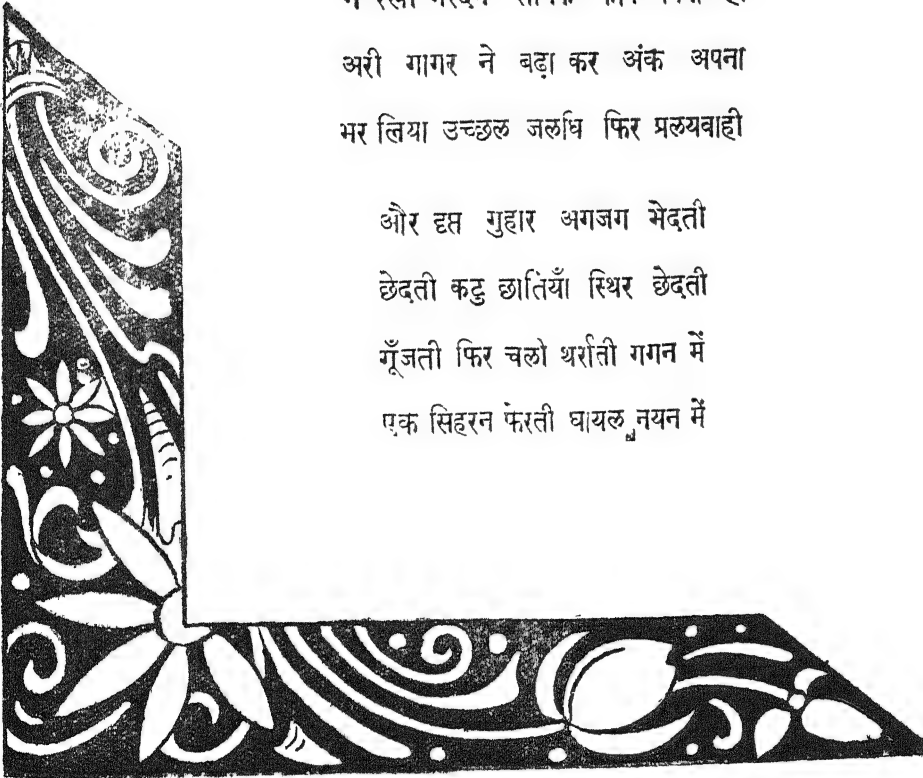 अरी गागर ने बढ़ा कर अंक अपना
भर लिया उच्छल जलधि फिर प्रलयवाही
और दृप्त गुहार अगजग भेदती
छेदती कटु छातियाँ स्थिर छेदती
गूँजती फिर चलो थर्राती गगन में
एक सिहरन फेरती घायल नयन में